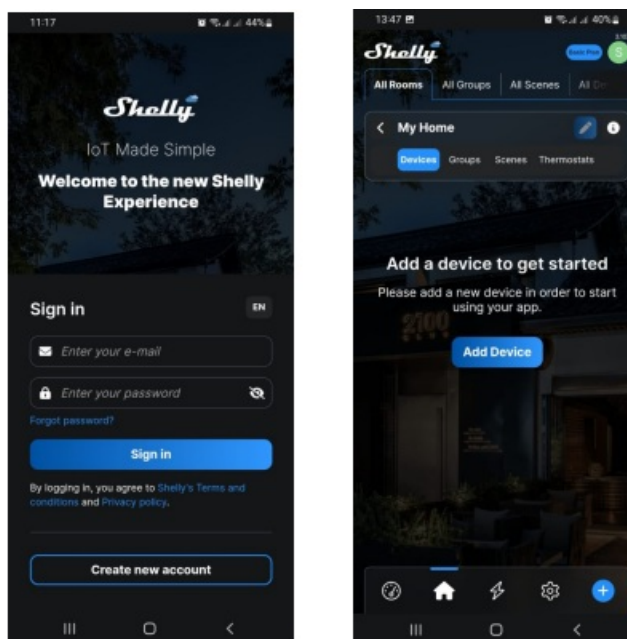 11:17
44%
Shelly
IoT Made Simple
Welcome to the new Shelly
Experience
Sign in
EN
Enter your e-mail
Enter your password
Forgot password?
Sign in
By logging in, you agree to Shelly's Terms and
conditions and Privacy policy.
Create new account
13:47
40%
Shelly
S
All Rooms All Groups All Scenes All
My Home
Devices Groups Scenes Thermostats
Add a device to get started
Please add a new device in order to start
using your app.
2100
Add Device